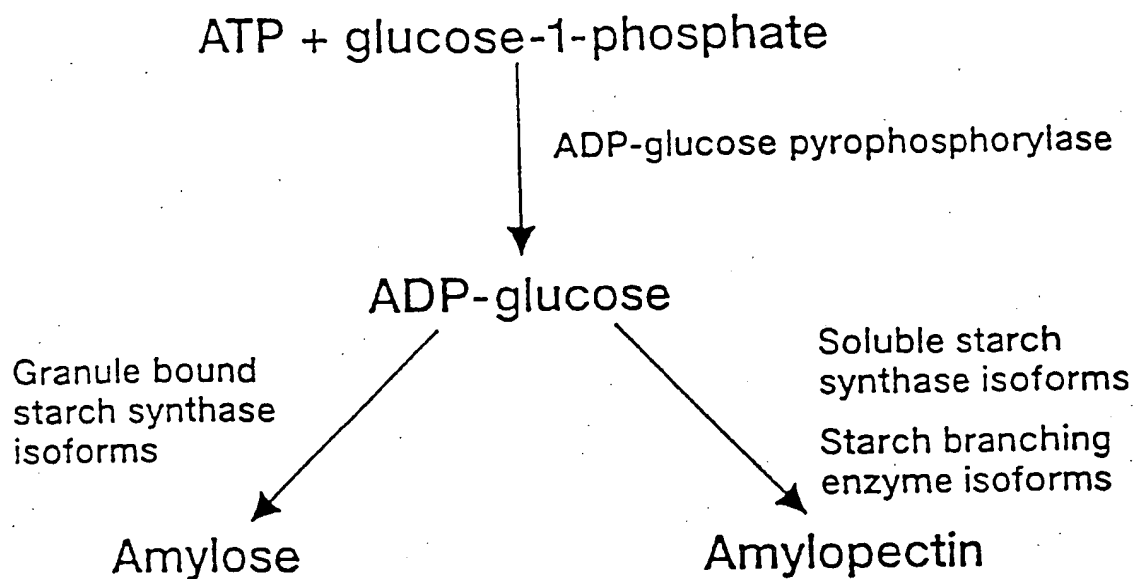 ATP + glucose-1-phosphate
ADP-glucose pyrophosphorylase
ADP-glucose
Granule bound
starch synthase
isoforms
Soluble starch
synthase isoforms
Starch branching
enzyme isoforms
Amylose
Amylopectin